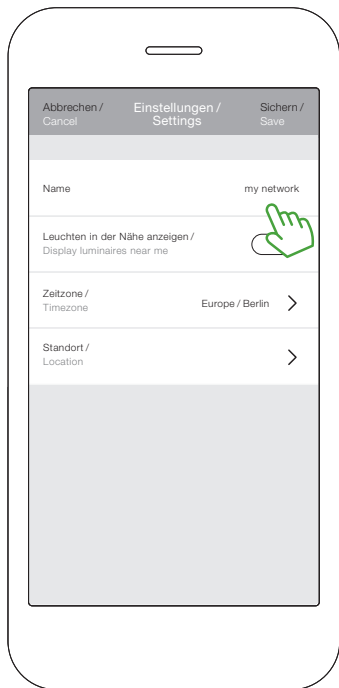 Abbrechen /
Cancel
Einstellungen /
Settings
Sichern /
Save
Name
my network
Leuchten in der Nähe anzeigen /
Display luminaires near me
Zeitzone /
Timezone
Europe / Berlin
Standort /
Location